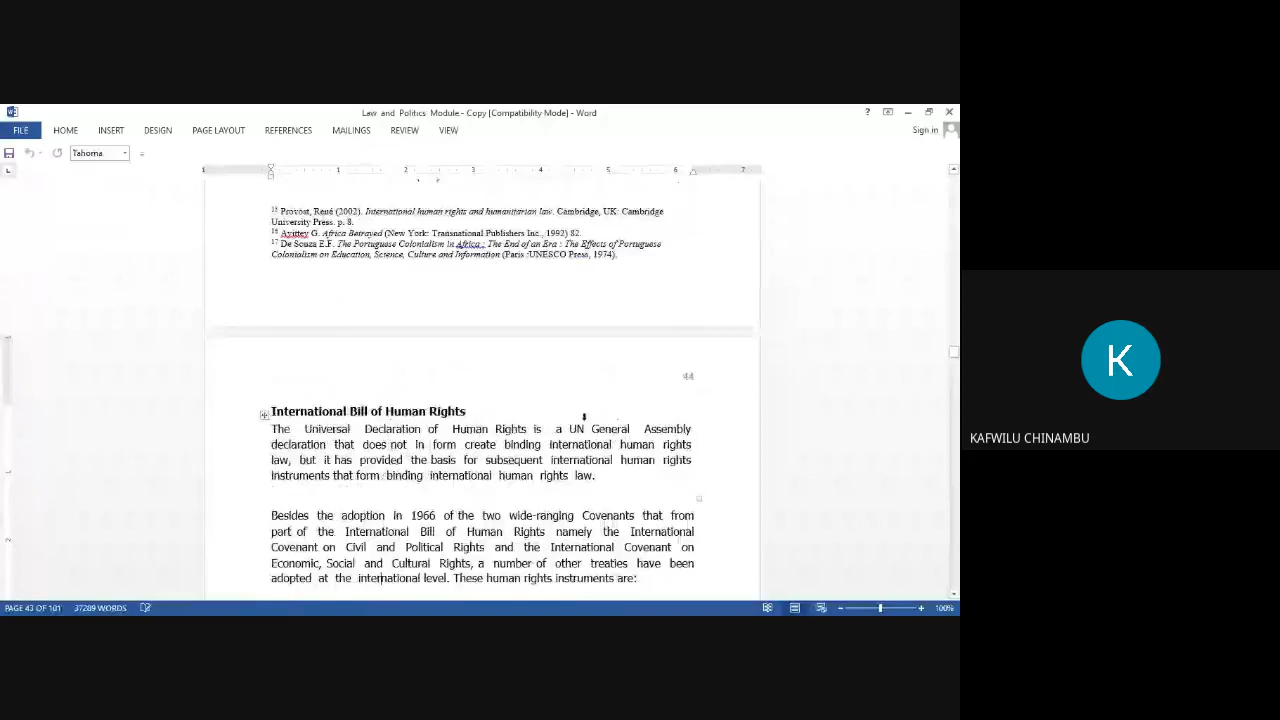 Law and Politics Module - Copy [Compatibility Mode] - Word
?
FILE HOME INSERT DESIGN PAGE LAYOUT REFERENCES MAILINGS REVIEW VIEW
Sign in
Tahoma
1 1 2 3 4 5 6 7
15 Provost, René (2002). International human rights and humanitarian law. Cambridge, UK: Cambridge
University Press. p. 8.
16 Ayittey G. Africa Betrayed (New York: Transnational Publishers Inc., 1992) 82.
17 De Souza E.F. The Portuguese Colonialism in Africa : The End of an Era : The Effects of Portuguese
Colonialism on Education, Science, Culture and Information (Paris :UNESCO Press, 1974).
44
International Bill of Human Rights
The Universal Declaration of Human Rights is a UN General Assembly
declaration that does not in form create binding international human rights
law, but it has provided the basis for subsequent international human rights
instruments that form binding international human rights law.
Besides the adoption in 1966 of the two wide-ranging Covenants that from
part of the International Bill of Human Rights namely the International
Covenant on Civil and Political Rights and the International Covenant on
Economic, Social and Cultural Rights, a number of other treaties have been
adopted at the international level. These human rights instruments are:
PAGE 43 OF 101 37289 WORDS
100%
K
KAFWILU CHINAMBU